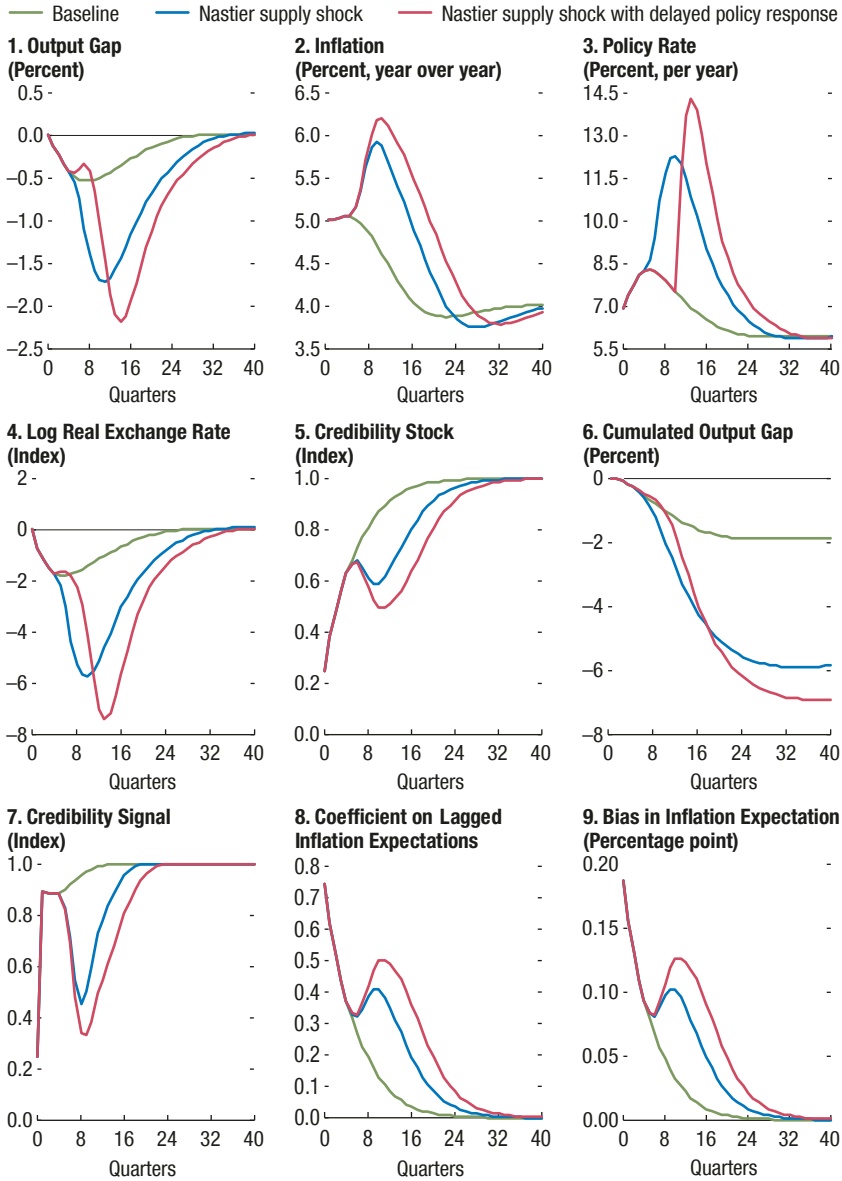 Baseline Nastier supply shock Nastier supply shock with delayed policy response
1. Output Gap
(Percent)
0.5
0.0
–0.5
–1.0
–1.5
–2.0
–2.5
0 8 16 24 32 40
Quarters
2. Inflation
(Percent, year over year)
6.5
6.0
5.5
5.0
4.5
4.0
3.5
0 8 16 24 32 40
Quarters
3. Policy Rate
(Percent, per year)
14.5
13.0
11.5
10.0
8.5
7.0
5.5
0 8 16 24 32 40
Quarters
4. Log Real Exchange Rate
(Index)
2
0
–2
–4
–6
–8
0 8 16 24 32 40
Quarters
5. Credibility Stock
(Index)
1.0
0.8
0.6
0.4
0.2
0.0
0 8 16 24 32 40
Quarters
6. Cumulated Output Gap
(Percent)
0
–2
–4
–6
–8
0 8 16 24 32 40
Quarters
7. Credibility Signal
(Index)
1.0
0.8
0.6
0.4
0.2
0.0
0 8 16 24 32 40
Quarters
8. Coefficient on Lagged
Inflation Expectations
0.8
0.7
0.6
0.5
0.4
0.3
0.2
0.1
0.0
0 8 16 24 32 40
Quarters
9. Bias in Inflation Expectation
(Percentage point)
0.20
0.15
0.10
0.05
0.00
0 8 16 24 32 40
Quarters